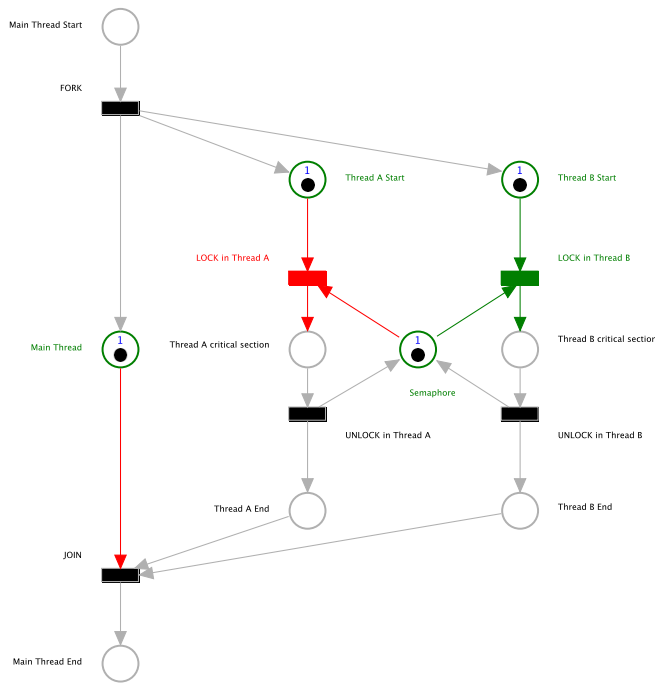 Main Thread Start
FORK
1
1
Thread A Start
Thread B Start
LOCK in Thread A
LOCK in Thread B
1
1
Main Thread
Thread A critical section
Thread B critical section
Semaphore
UNLOCK in Thread A
UNLOCK in Thread B
Thread A End
Thread B End
JOIN
Main Thread End